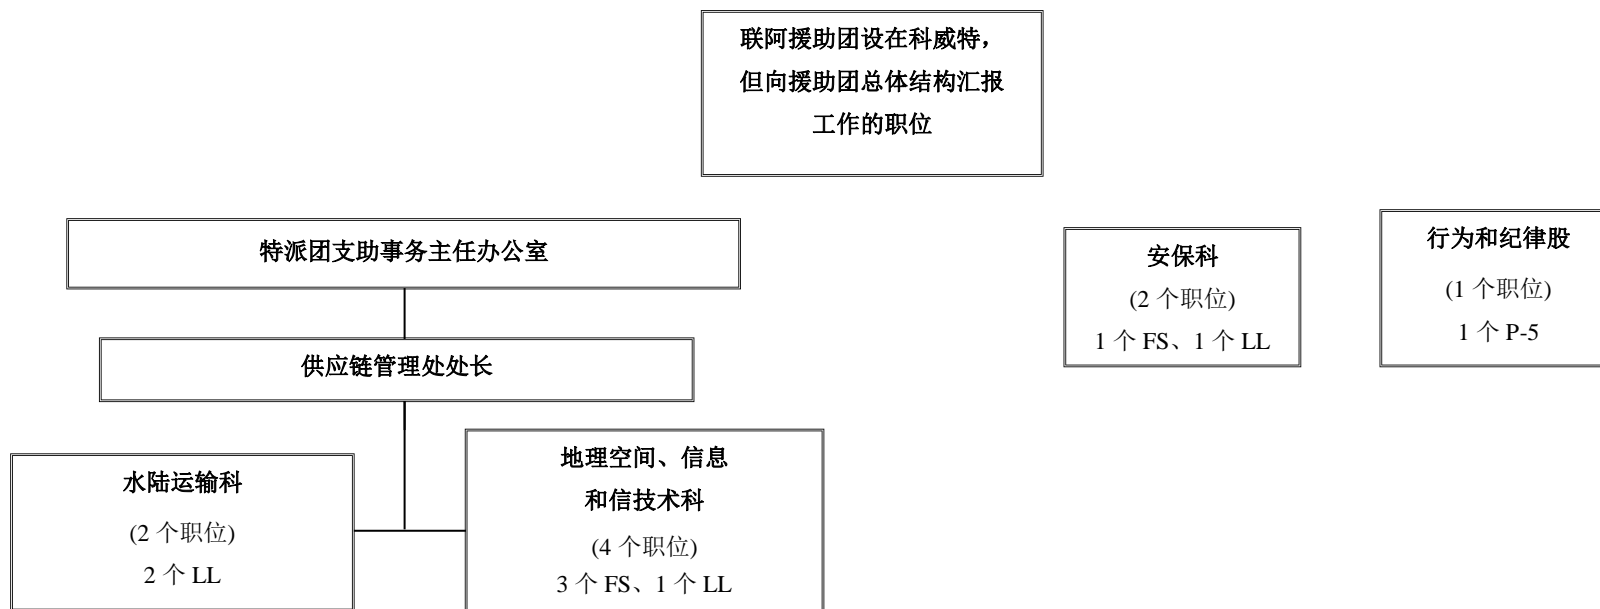 联阿援助团设在科威特，
但向援助团总体结构汇报
工作的职位
特派团支助事务主任办公室
供应链管理处处长
水陆运输科
(2 个职位)
2 个 LL
地理空间、信息
和信技术科
(4 个职位)
3 个 FS、1 个 LL
安保科
(2 个职位)
1 个 FS、1 个 LL
行为和纪律股
(1 个职位)
1 个 P-5